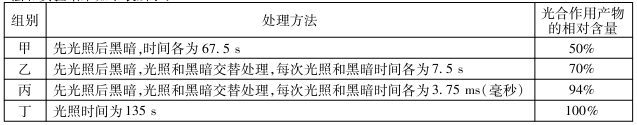 组别 处理方法 光合作用产物的相对含量
甲 先光照后黑暗,时间各为67.5 s 50%
乙 先光照后黑暗,光照和黑暗交替处理,每次光照和黑暗时间各为7.5 s 70%
丙 先光照后黑暗,光照和黑暗交替处理,每次光照和黑暗时间各为3.75 ms(毫秒) 94%
丁 光照时间为135 s 100%